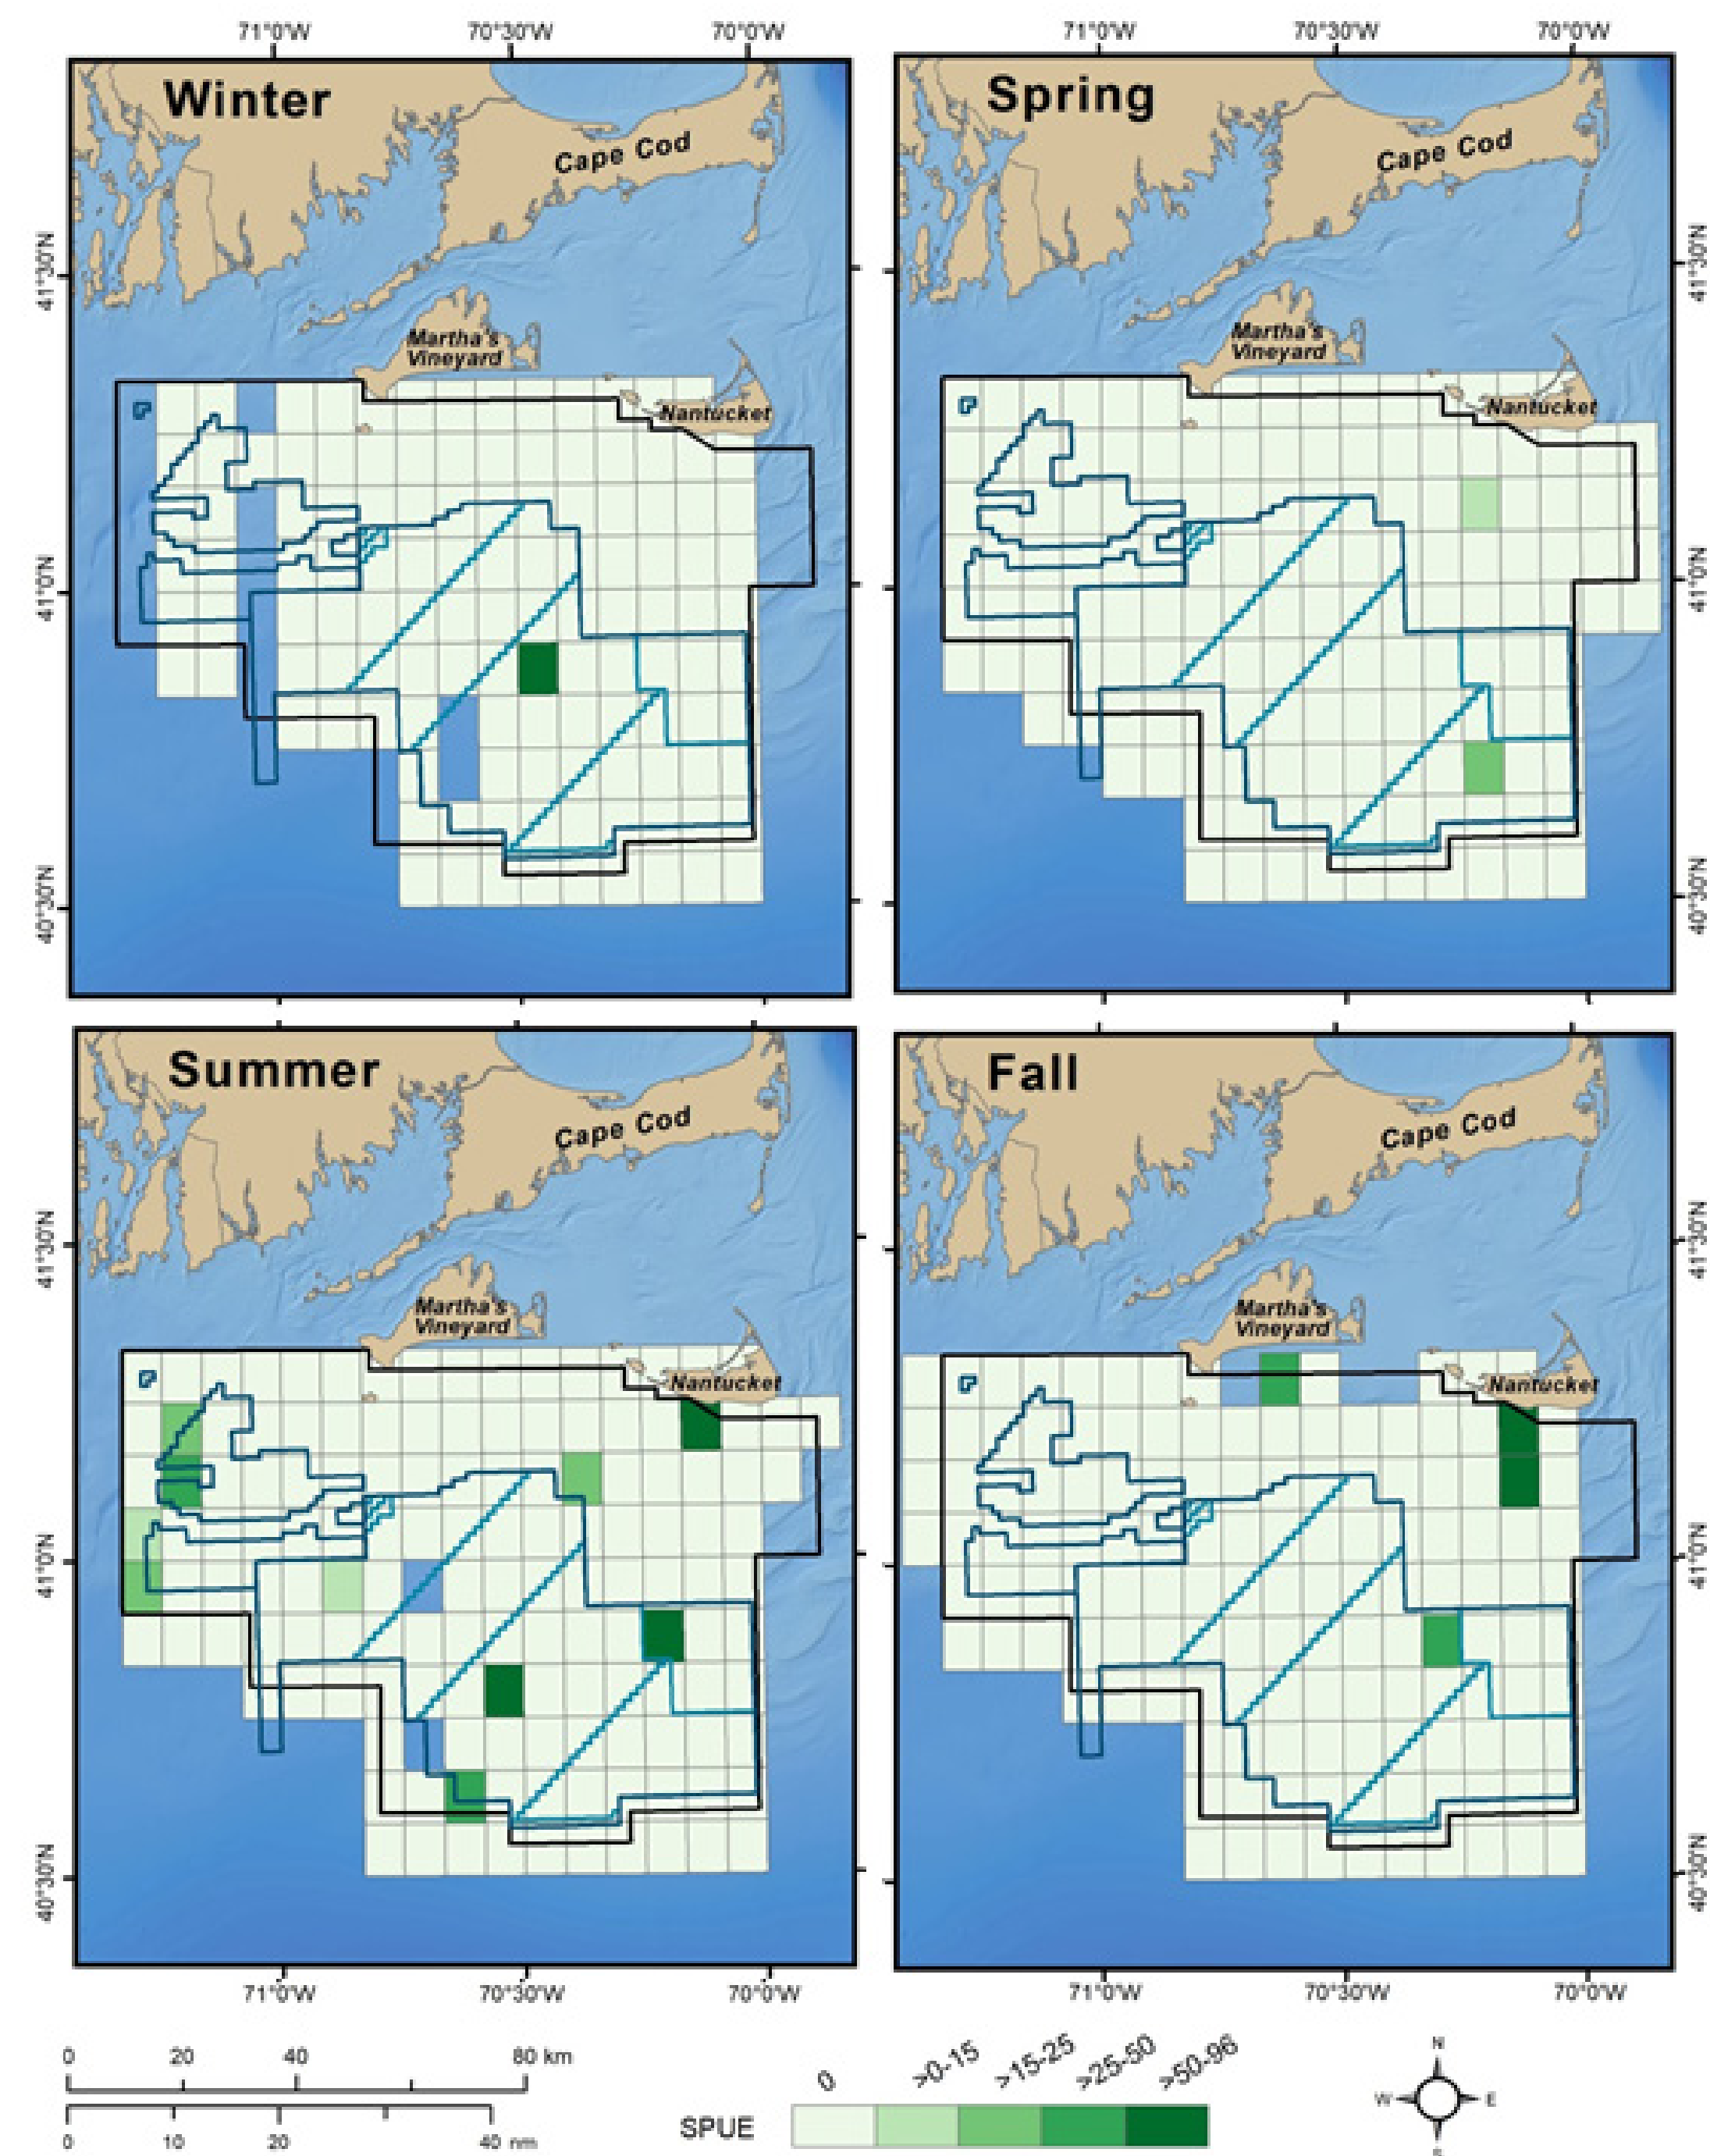 71°0'W 70°30'W 70°0'W 71°0'W 70°30'W 70°0'W
Winter
Cape Cod
41°30'N
Martha's
Vineyard
Nantucket
41°0'N
40°30'N
Spring
Cape Cod
41°30'N
Martha's
Vineyard
Nantucket
41°0'N
40°30'N
Summer
Cape Cod
41°30'N
Martha's
Vineyard
Nantucket
41°0'N
40°30'N
Fall
Cape Cod
41°30'N
Martha's
Vineyard
Nantucket
41°0'N
40°30'N
71°0'W 70°30'W 70°0'W 71°0'W 70°30'W 70°0'W
0 20 40 80 km
0 10 20 40 nm
0 >0-15 >15-25 >25-50 >50-96
SPUE
N
W E
S